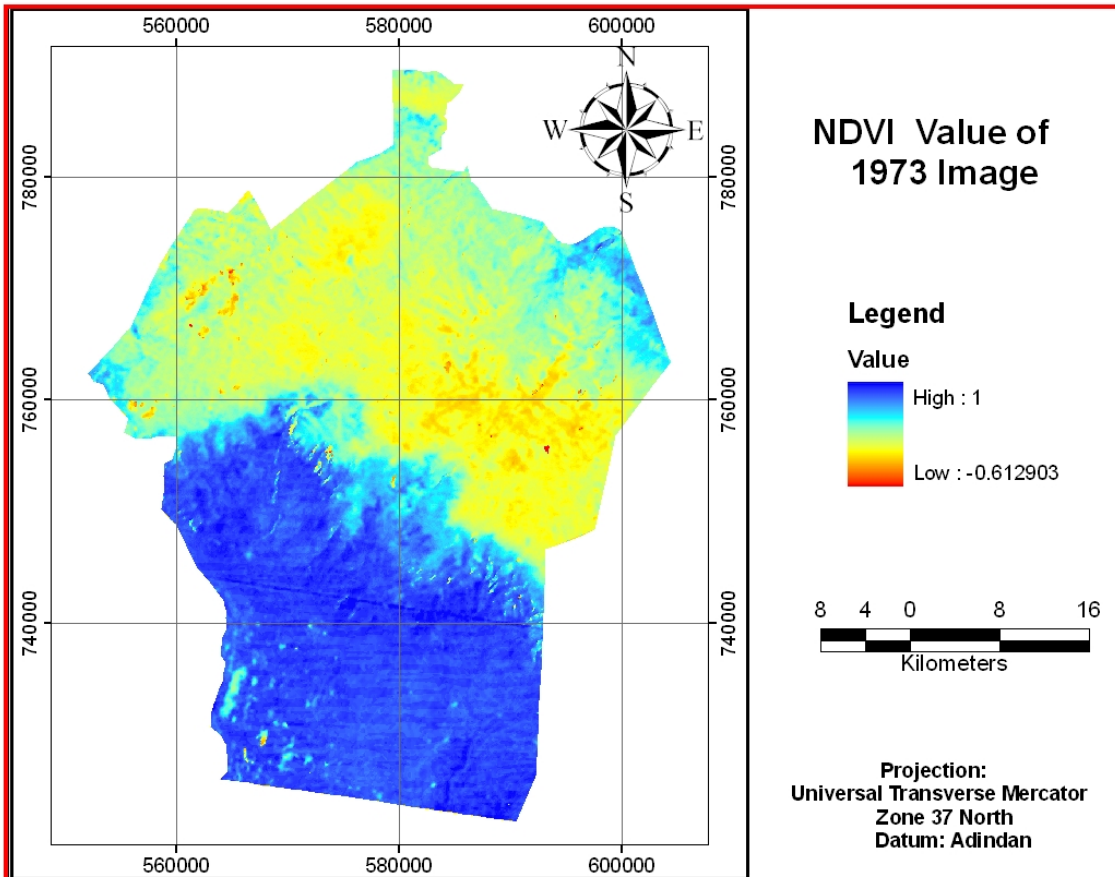 560000 580000 600000
N
W E
S
780000 780000
760000 760000
740000 740000
560000 580000 600000
NDVI Value of
1973 Image
Legend
Value
High : 1
Low : -0.612903
8 4 0 8 16
Kilometers
Projection:
Universal Transverse Mercator
Zone 37 North
Datum: Adindan